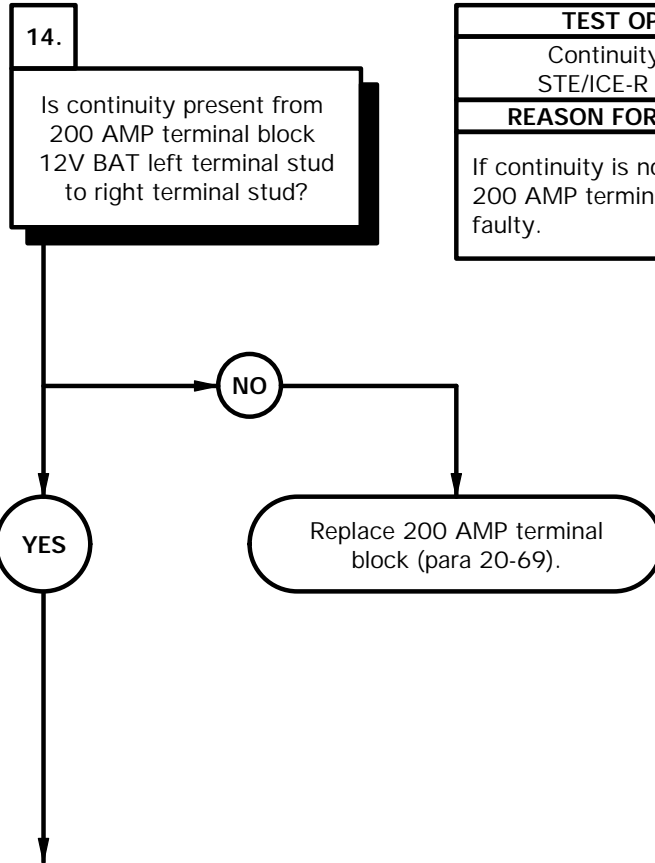 14.
Is continuity present from
200 AMP terminal block
12V BAT left terminal stud
to right terminal stud?
TEST OP
Continuity
STE/ICE-R
REASON FOR
If continuity is no
200 AMP termin
faulty.
NO
YES
Replace 200 AMP terminal
block (para 20-69).